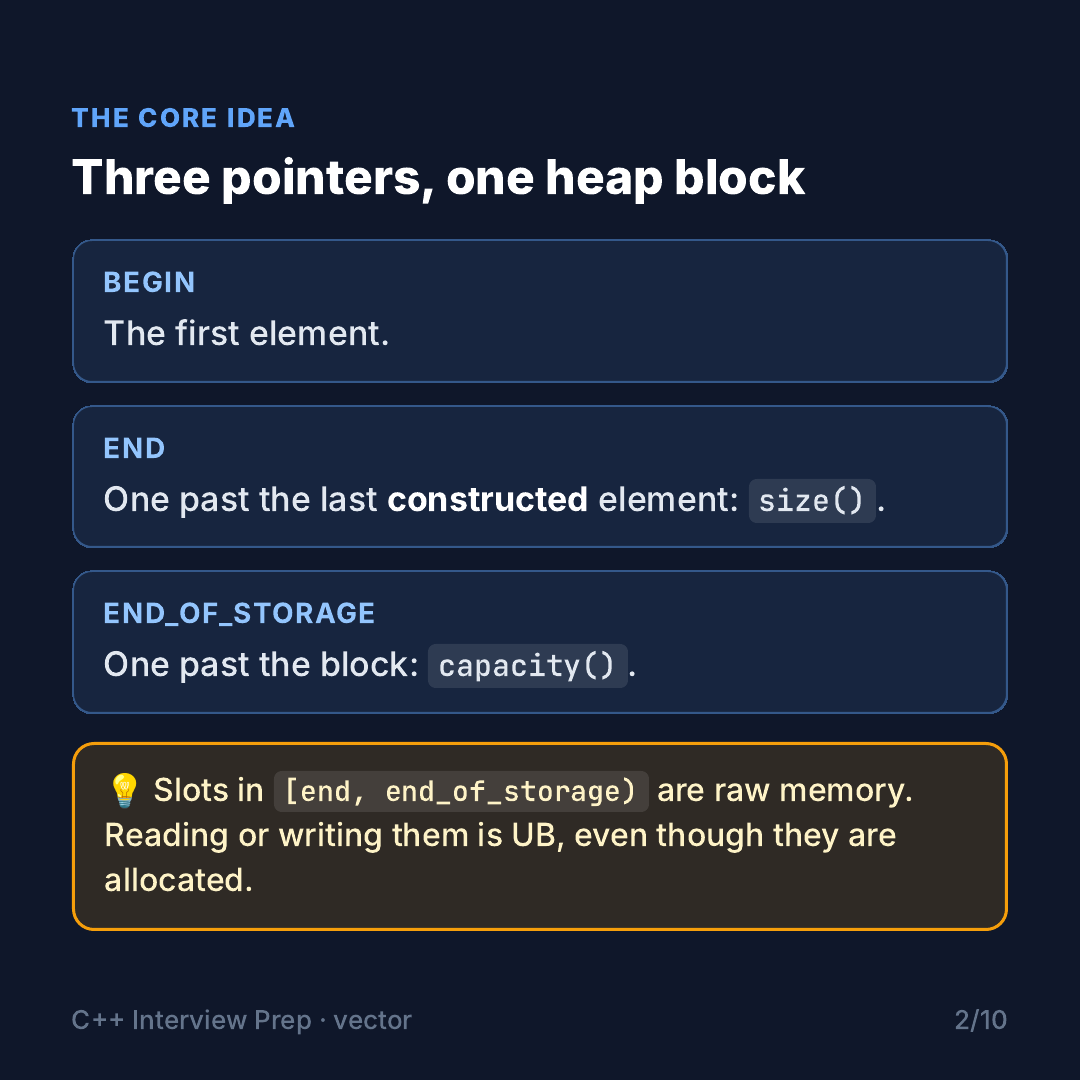 THE CORE IDEA
Three pointers, one heap block
BEGIN
The first element.
END
One past the last constructed element: size().
END_OF_STORAGE
One past the block: capacity().
💡 Slots in [end, end_of_storage) are raw memory.
Reading or writing them is UB, even though they are
allocated.
C++ Interview Prep · vector
2/10